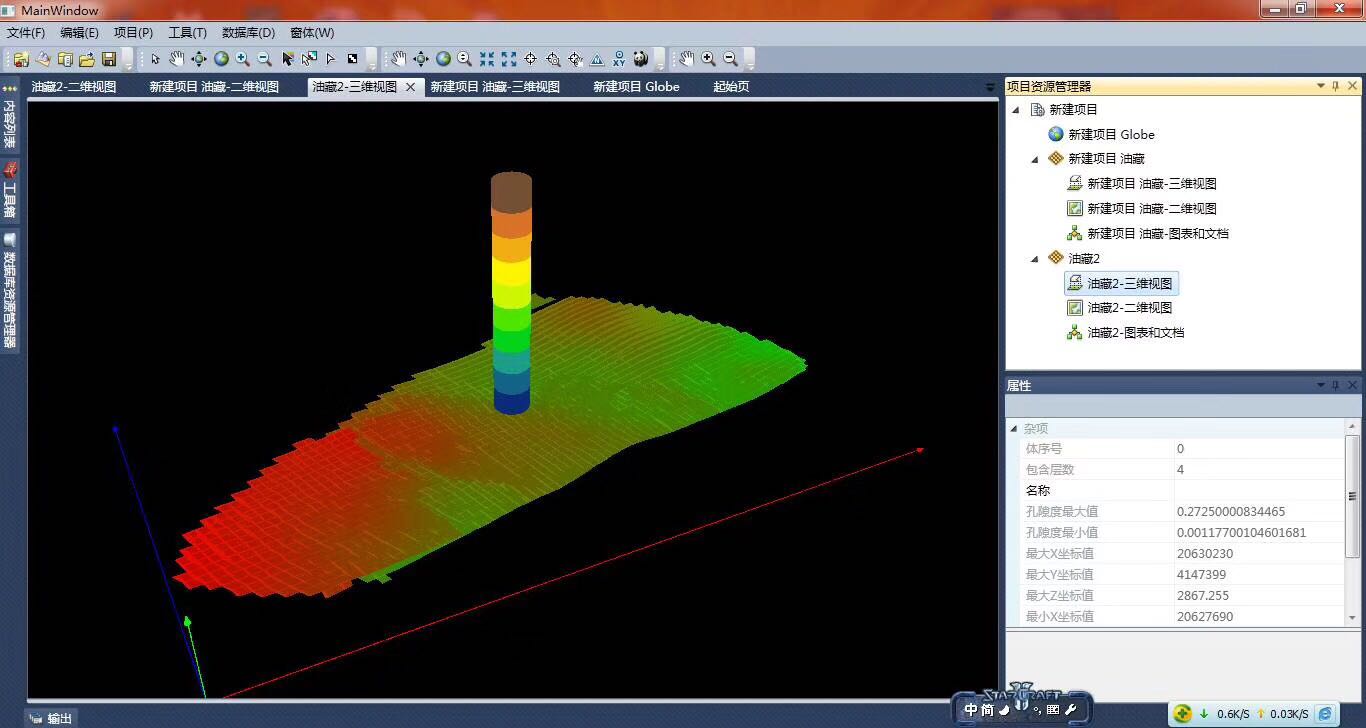 MainWindow
文件(F) 编辑(E) 项目(P) 工具(T) 数据库(D) 窗体(W)
XY
油藏2-二维视图 新建项目 油藏-二维视图 油藏2-三维视图 新建项目 油藏-三维视图 新建项目 Globe 起始页
内容列表
工具箱
数据库资源管理器
项目资源管理器
新建项目
新建项目 Globe
新建项目 油藏
新建项目 油藏-三维视图
新建项目 油藏-二维视图
新建项目 油藏-图表和文档
油藏2
油藏2-三维视图
油藏2-二维视图
油藏2-图表和文档
属性
杂项
体序号 0
包含层数 4
名称
孔隙度最大值 0.27250000834465
孔隙度最小值 0.00117700104601681
最大X坐标值 20630230
最大Y坐标值 4147399
最大Z坐标值 2867.255
最小X坐标值 20627690
输出
STARCRAFT II
中 简
0.6K/S 0.03K/S